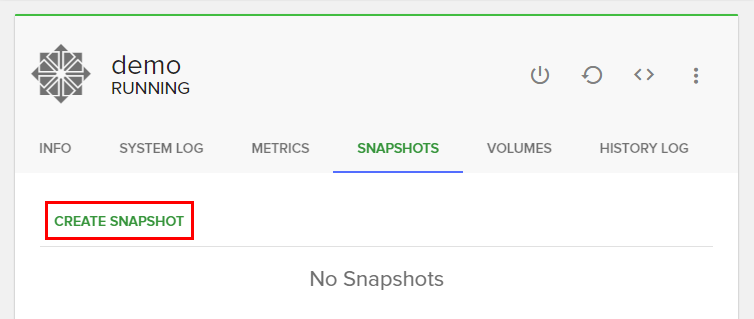 demo
RUNNING
INFO SYSTEM LOG METRICS SNAPSHOTS VOLUMES HISTORY LOG
CREATE SNAPSHOT
No Snapshots